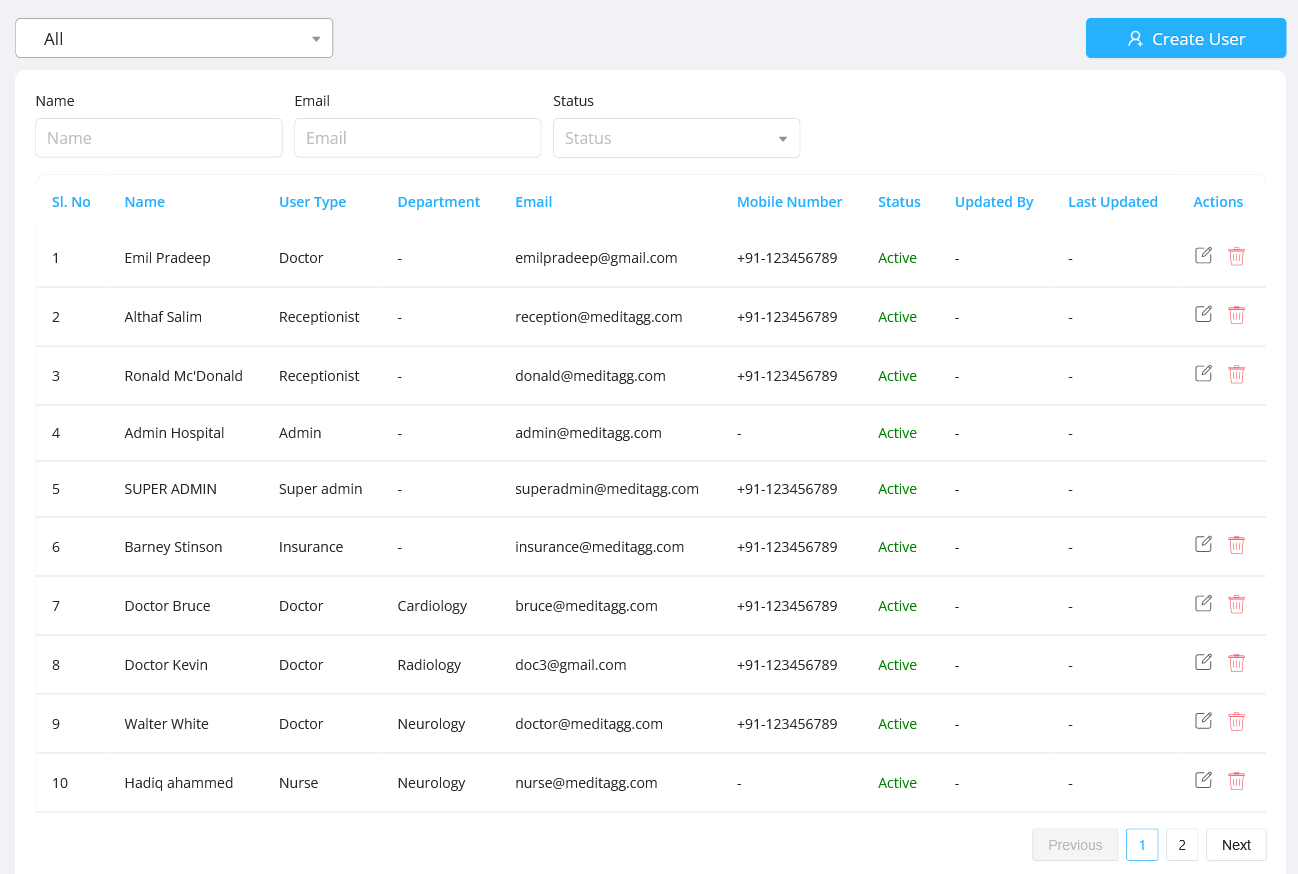 All
Create User
Name Email Status
Name Email Status
Sl. No Name User Type Department Email Mobile Number Status Updated By Last Updated Actions
1 Emil Pradeep Doctor - emilpradeep@gmail.com +91-123456789 Active - -
2 Althaf Salim Receptionist - reception@meditagg.com +91-123456789 Active - -
3 Ronald Mc'Donald Receptionist - donald@meditagg.com +91-123456789 Active - -
4 Admin Hospital Admin - admin@meditagg.com - Active - -
5 SUPER ADMIN Super admin - superadmin@meditagg.com +91-123456789 Active - -
6 Barney Stinson Insurance - insurance@meditagg.com +91-123456789 Active - -
7 Doctor Bruce Doctor Cardiology bruce@meditagg.com +91-123456789 Active - -
8 Doctor Kevin Doctor Radiology doc3@gmail.com +91-123456789 Active - -
9 Walter White Doctor Neurology doctor@meditagg.com +91-123456789 Active - -
10 Hadiq ahammed Nurse Neurology nurse@meditagg.com - Active - -
Previous 1 2 Next